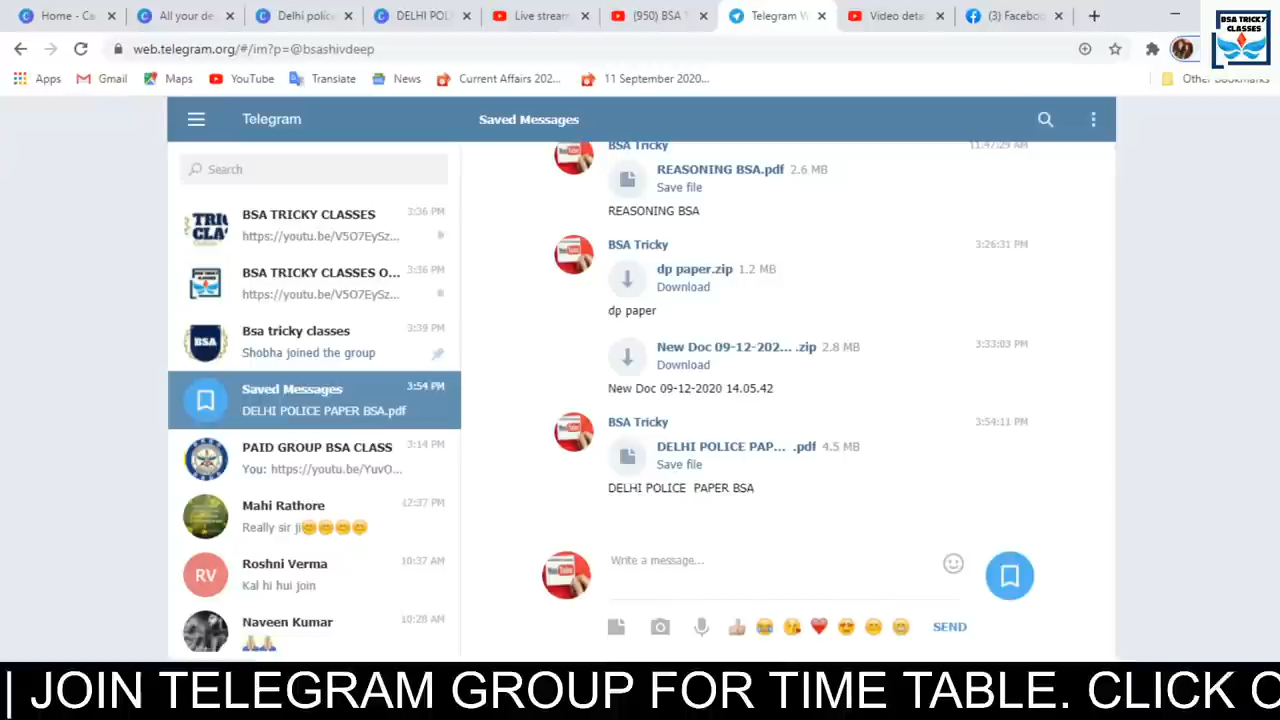 Home - Ca
All your de
Delhi polic
DELHI POL
Live stream
(950) BSA T
Telegram W
Video deta
(3) Faceboo
web.telegram.org/#/im?p=@bsashivdeep
BSA TRICKY
CLASSES
Apps
Gmail
Maps
YouTube
Translate
News
Current Affairs 202...
11 September 2020...
Other bookmarks
Telegram
Saved Messages
Search
BSA TRICKY CLASSES 3:36 PM
https://youtu.be/V5O7EySz...
BSA TRICKY CLASSES O... 3:36 PM
https://youtu.be/V5O7EySz...
Bsa tricky classes 3:39 PM
Shobha joined the group
Saved Messages 3:54 PM
DELHI POLICE PAPER BSA.pdf
PAID GROUP BSA CLASS 3:14 PM
You: https://youtu.be/YuvO...
Mahi Rathore 12:37 PM
Really sir ji😊😊😊😊
RV
Roshni Verma 10:37 AM
Kal hi hui join
Naveen Kumar 10:28 AM
🙏🙏
BSA Tricky 11:47:29 AM
REASONING BSA.pdf 2.6 MB
Save file
REASONING BSA
BSA Tricky 3:26:31 PM
dp paper.zip 1.2 MB
Download
dp paper
New Doc 09-12-202... .zip 2.8 MB 3:33:03 PM
Download
New Doc 09-12-2020 14.05.42
BSA Tricky 3:54:11 PM
DELHI POLICE PAP... .pdf 4.5 MB
Save file
DELHI POLICE PAPER BSA
Write a message...
SEND
| JOIN TELEGRAM GROUP FOR TIME TABLE. CLICK O